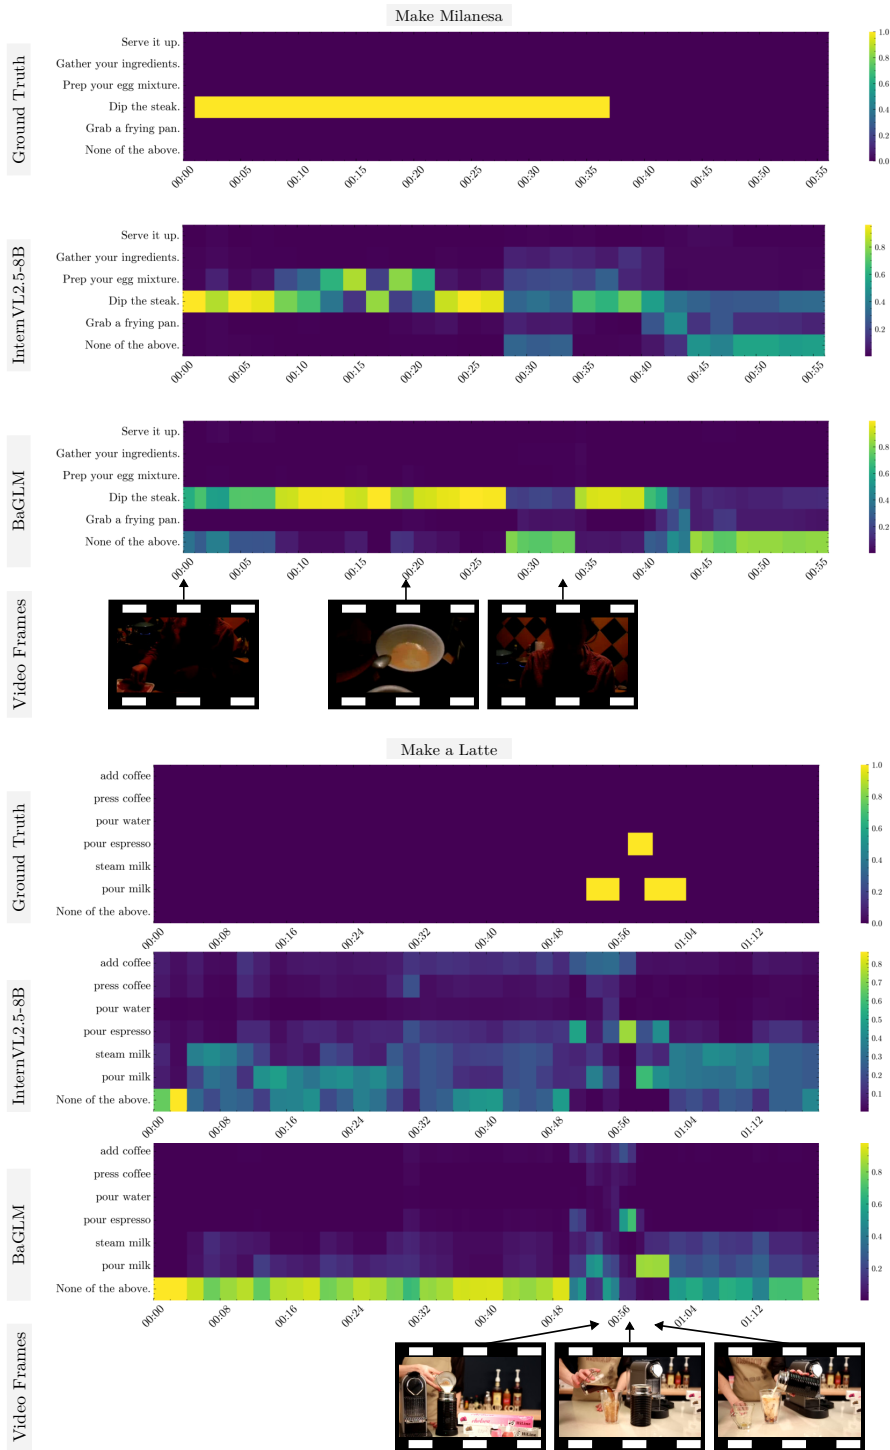 Make Milanesa
Ground Truth
Serve it up.
Gather your ingredients.
Prep your egg mixture.
Dip the steak.
Grab a frying pan.
None of the above.
00:00 00:05 00:10 00:15 00:20 00:25 00:30 00:35 00:40 00:45 00:50 00:55
1.0
0.8
0.6
0.4
0.2
0.0
InternVL2.5-8B
Serve it up.
Gather your ingredients.
Prep your egg mixture.
Dip the steak.
Grab a frying pan.
None of the above.
00:00 00:05 00:10 00:15 00:20 00:25 00:30 00:35 00:40 00:45 00:50 00:55
0.8
0.6
0.4
0.2
BaGLM
Serve it up.
Gather your ingredients.
Prep your egg mixture.
Dip the steak.
Grab a frying pan.
None of the above.
00:00 00:05 00:10 00:15 00:20 00:25 00:30 00:35 00:40 00:45 00:50 00:55
0.8
0.6
0.4
0.2
Video Frames
Make a Latte
Ground Truth
add coffee
press coffee
pour water
pour espresso
steam milk
pour milk
None of the above.
00:00 00:08 00:16 00:24 00:32 00:40 00:48 00:56 01:04 01:12
1.0
0.8
0.6
0.4
0.2
0.0
InternVL2.5-8B
add coffee
press coffee
pour water
pour espresso
steam milk
pour milk
None of the above.
00:00 00:08 00:16 00:24 00:32 00:40 00:48 00:56 01:04 01:12
0.8
0.7
0.6
0.5
0.4
0.3
0.2
0.1
BaGLM
add coffee
press coffee
pour water
pour espresso
steam milk
pour milk
None of the above.
00:00 00:08 00:16 00:24 00:32 00:40 00:48 00:56 01:04 01:12
0.8
0.6
0.4
0.2
Video Frames